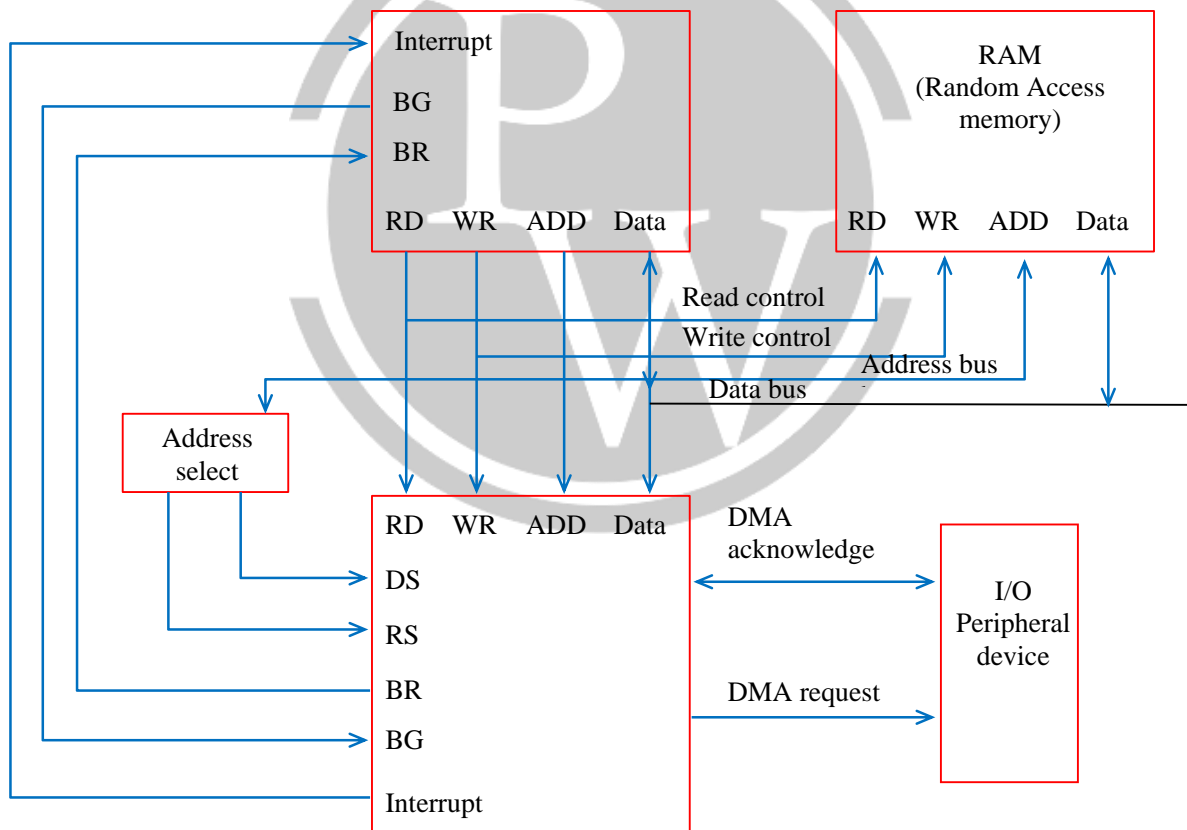 Interrupt
BG
BR
RD WR ADD Data
RAM
(Random Access
memory)
RD WR ADD Data
Read control
Write control
Address bus
Data bus
Address
select
RD WR ADD Data
DS
RS
BR
BG
Interrupt
DMA
acknowledge
DMA request
I/O
Peripheral
device
P
W